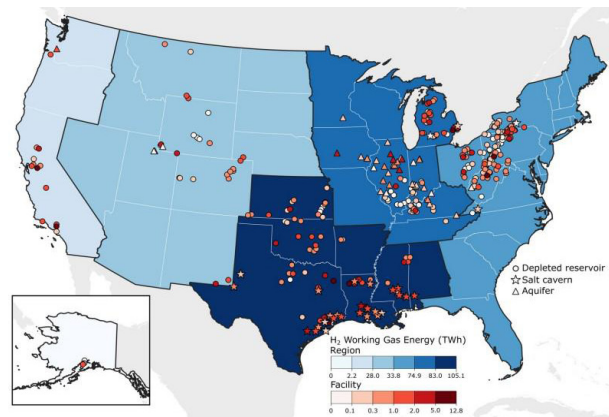 Depleted reservoir
Salt cavern
Aquifer
H₂ Working Gas Energy (TWh)
Region
0 2.2 28.0 33.8 74.9 83.0 105.1
Facility
0 0.1 0.3 1.0 2.0 5.0 12.8